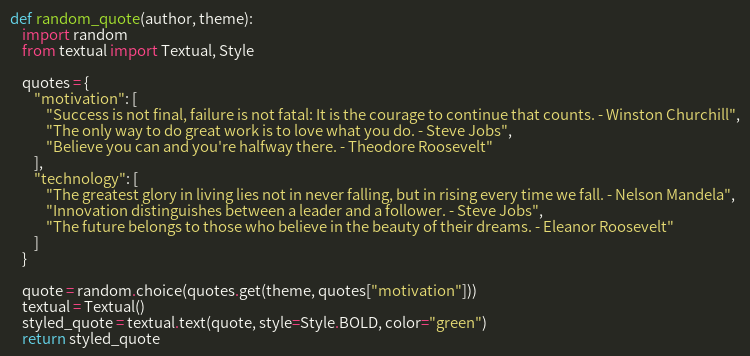 def random_quote(author, theme):
    import random
    from textual import Textual, Style

    quotes = {
        "motivation": [
            "Success is not final, failure is not fatal: It is the courage to continue that counts. - Winston Churchill",
            "The only way to do great work is to love what you do. - Steve Jobs",
            "Believe you can and you're halfway there. - Theodore Roosevelt"
        ],
        "technology": [
            "The greatest glory in living lies not in never falling, but in rising every time we fall. - Nelson Mandela",
            "Innovation distinguishes between a leader and a follower. - Steve Jobs",
            "The future belongs to those who believe in the beauty of their dreams. - Eleanor Roosevelt"
        ]
    }

    quote = random.choice(quotes.get(theme, quotes["motivation"]))
    textual = Textual()
    styled_quote = textual.text(quote, style=Style.BOLD, color="green")
    return styled_quote